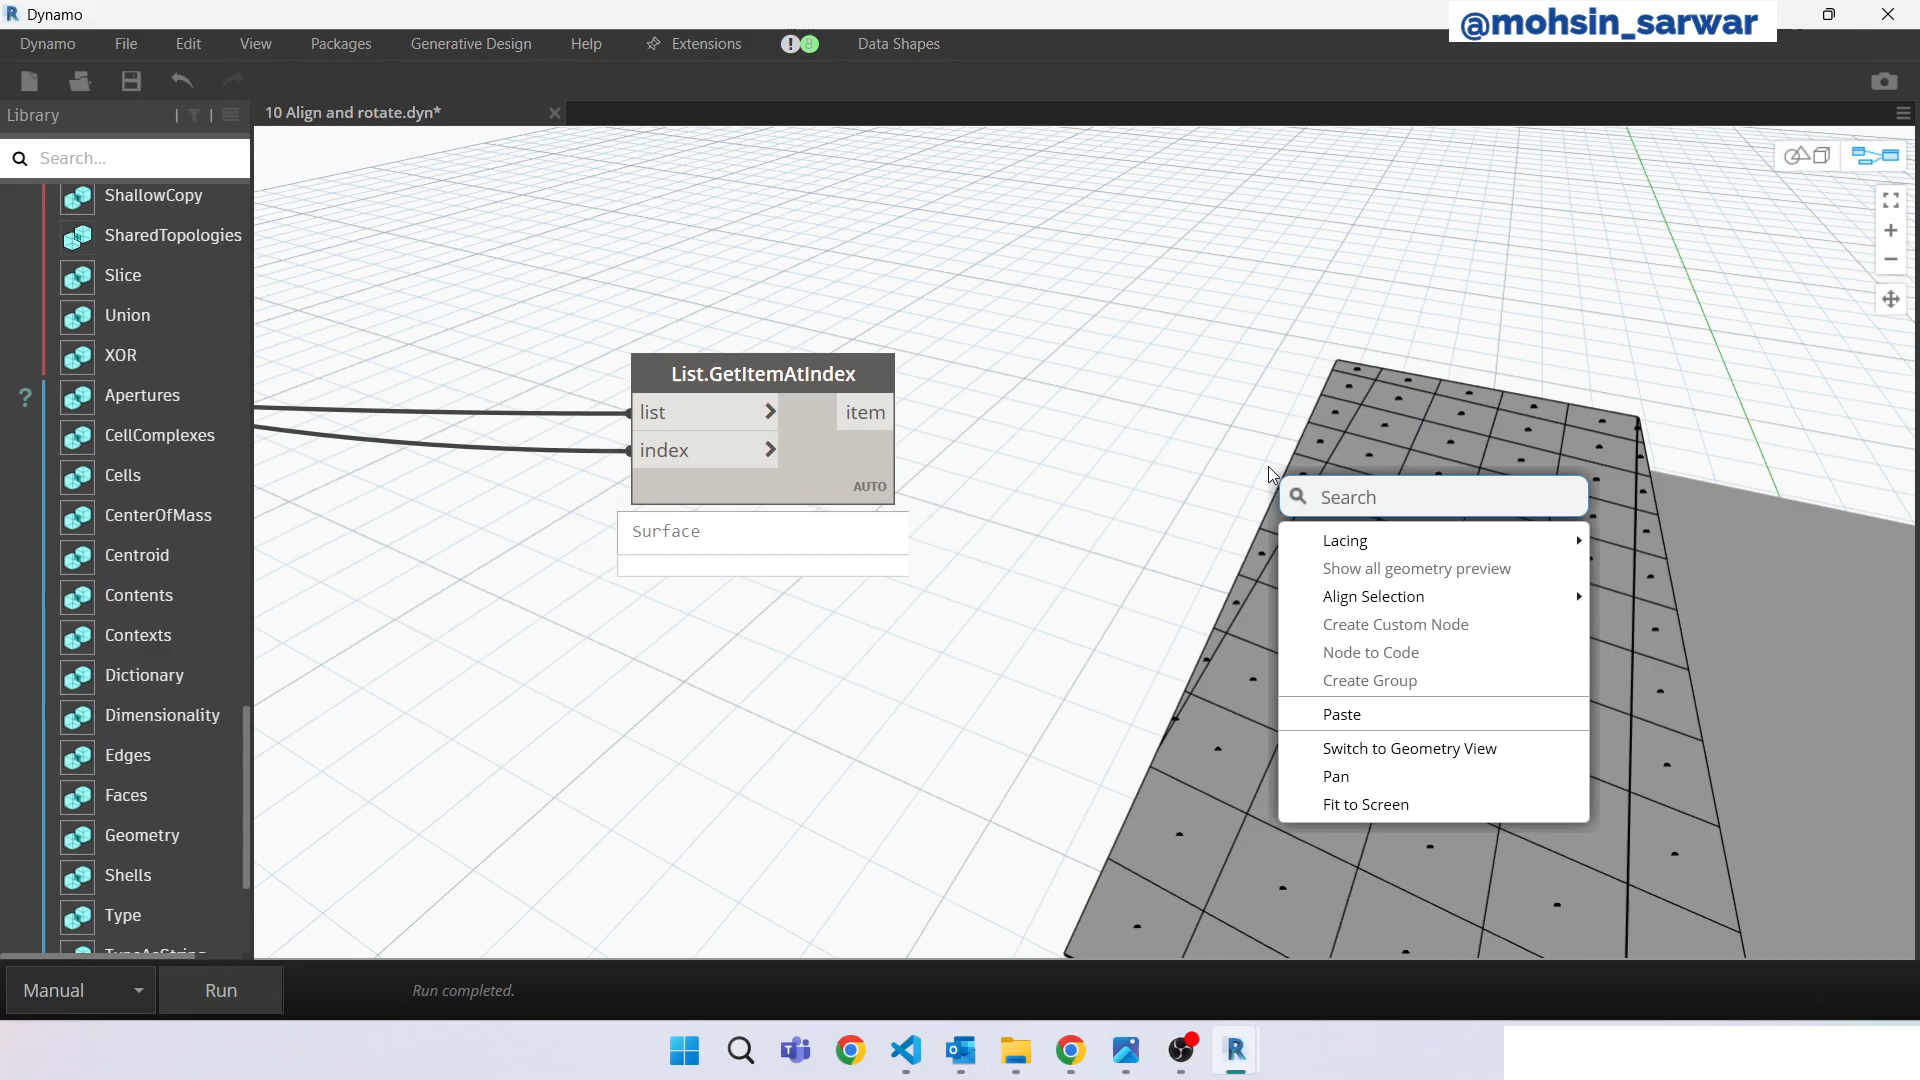 Dynamo
@mohsin_sarwar
Dynamo File Edit View Packages Generative Design Help Extensions ! 8 Data Shapes
Library
10 Align and rotate.dyn*
Search...
ShallowCopy
SharedTopologies
Slice
Union
XOR
? Apertures
CellComplexes
Cells
CenterOfMass
Centroid
Contents
Contexts
Dictionary
Dimensionality
Edges
Faces
Geometry
Shells
Type
TypeAsString
List.GetItemAtIndex
list > item
index >
AUTO
Surface
Search
Lacing
Show all geometry preview
Align Selection
Create Custom Node
Node to Code
Create Group
Paste
Switch to Geometry View
Pan
Fit to Screen
Manual
Run
Run completed.